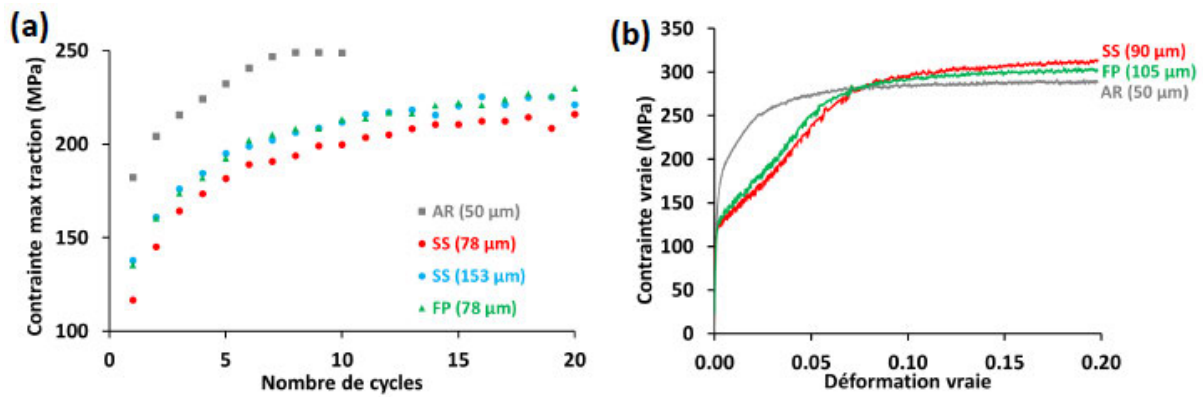 (a)
Contrainte max traction (MPa)
250
200
150
100
0
5
10
15
20
Nombre de cycles
AR (50 µm)
SS (78 µm)
SS (153 µm)
FP (78 µm)
(b)
Contrainte vraie (MPa)
350
300
250
200
150
100
50
0
0.00
0.05
0.10
0.15
0.20
Déformation vraie
SS (90 µm)
FP (105 µm)
AR (50 µm)